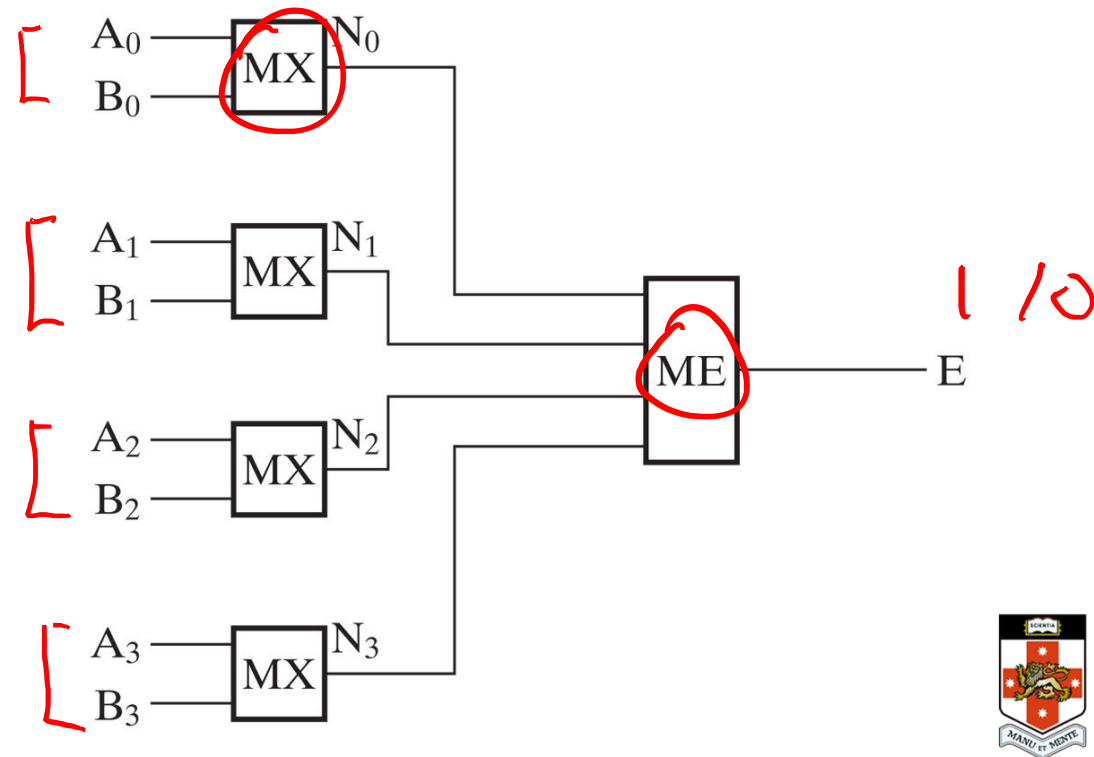 A₀ MX N₀
B₀
A₁ MX N₁
B₁
ME 1/0
E
A₂ MX N₂
B₂
A₃ MX N₃
B₃
SCIENTIA
MANU ET MENTE